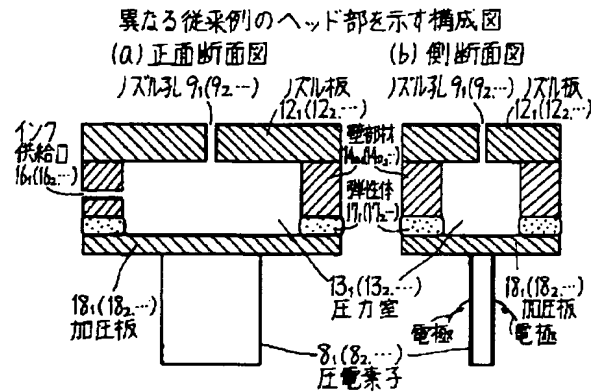 異なる従来例のヘッド部を示す構成図
(a) 正面断面図
(b) 側断面図
ノズル孔 9₁(9₂…)
ノズル板
12₁(12₂…)
ノズル孔 9₁(9₂…)
ノズル板
12₁(12₂…)
インク
供給口
16₁(16₂…)
壁部材
14a₁(14a₂…)
弾性体
17₁(17₂…)
18₁(18₂…)
加圧板
13₁(13₂…)
圧力室
18₁(18₂…)
加圧板
電極
電極
8₁(8₂…)
圧電素子